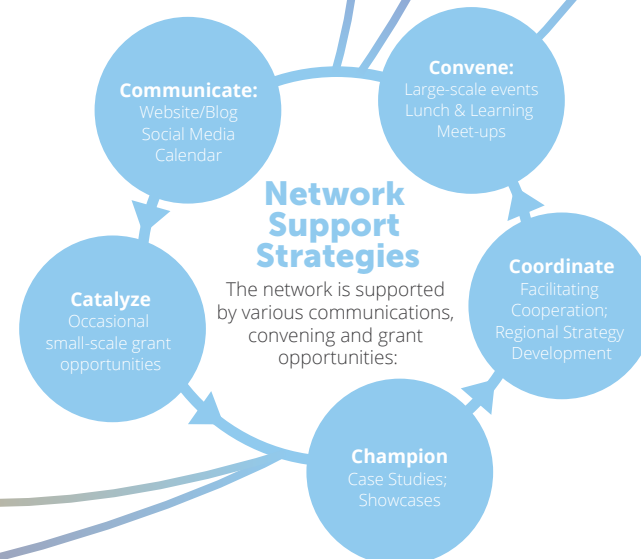 Communicate:
Website/Blog
Social Media
Calendar
Convene:
Large-scale events
Lunch & Learning
Meet-ups
Network
Support
Strategies
The network is supported
by various communications,
convening and grant
opportunities:
Catalyze
Occasional
small-scale grant
opportunities
Coordinate
Facilitating
Cooperation;
Regional Strategy
Development
Champion
Case Studies;
Showcases